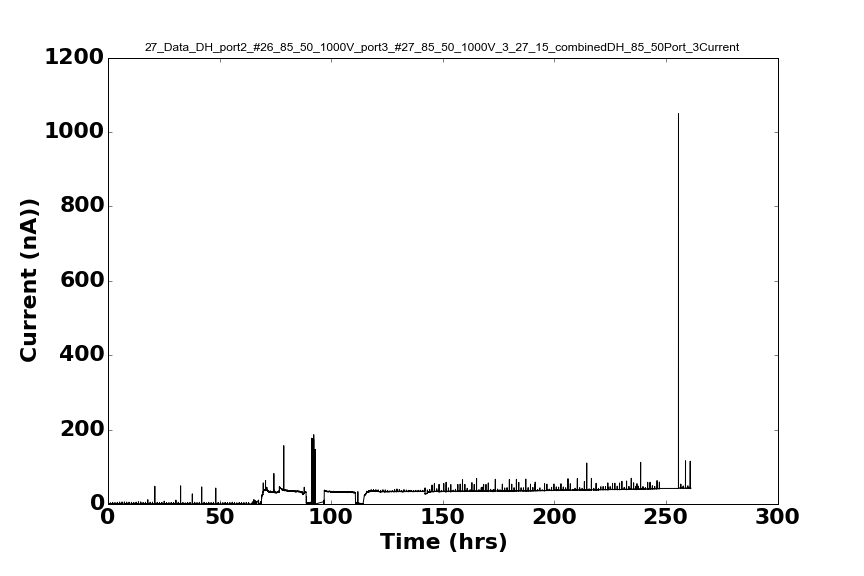 27_Data_DH_port2_#26_85_50_1000V_port3_#27_85_50_1000V_3_27_15_combinedDH_85_50Port_3Current
1200
1000
800
600
400
200
0
Current (nA))
0 50 100 150 200 250 300
Time (hrs)